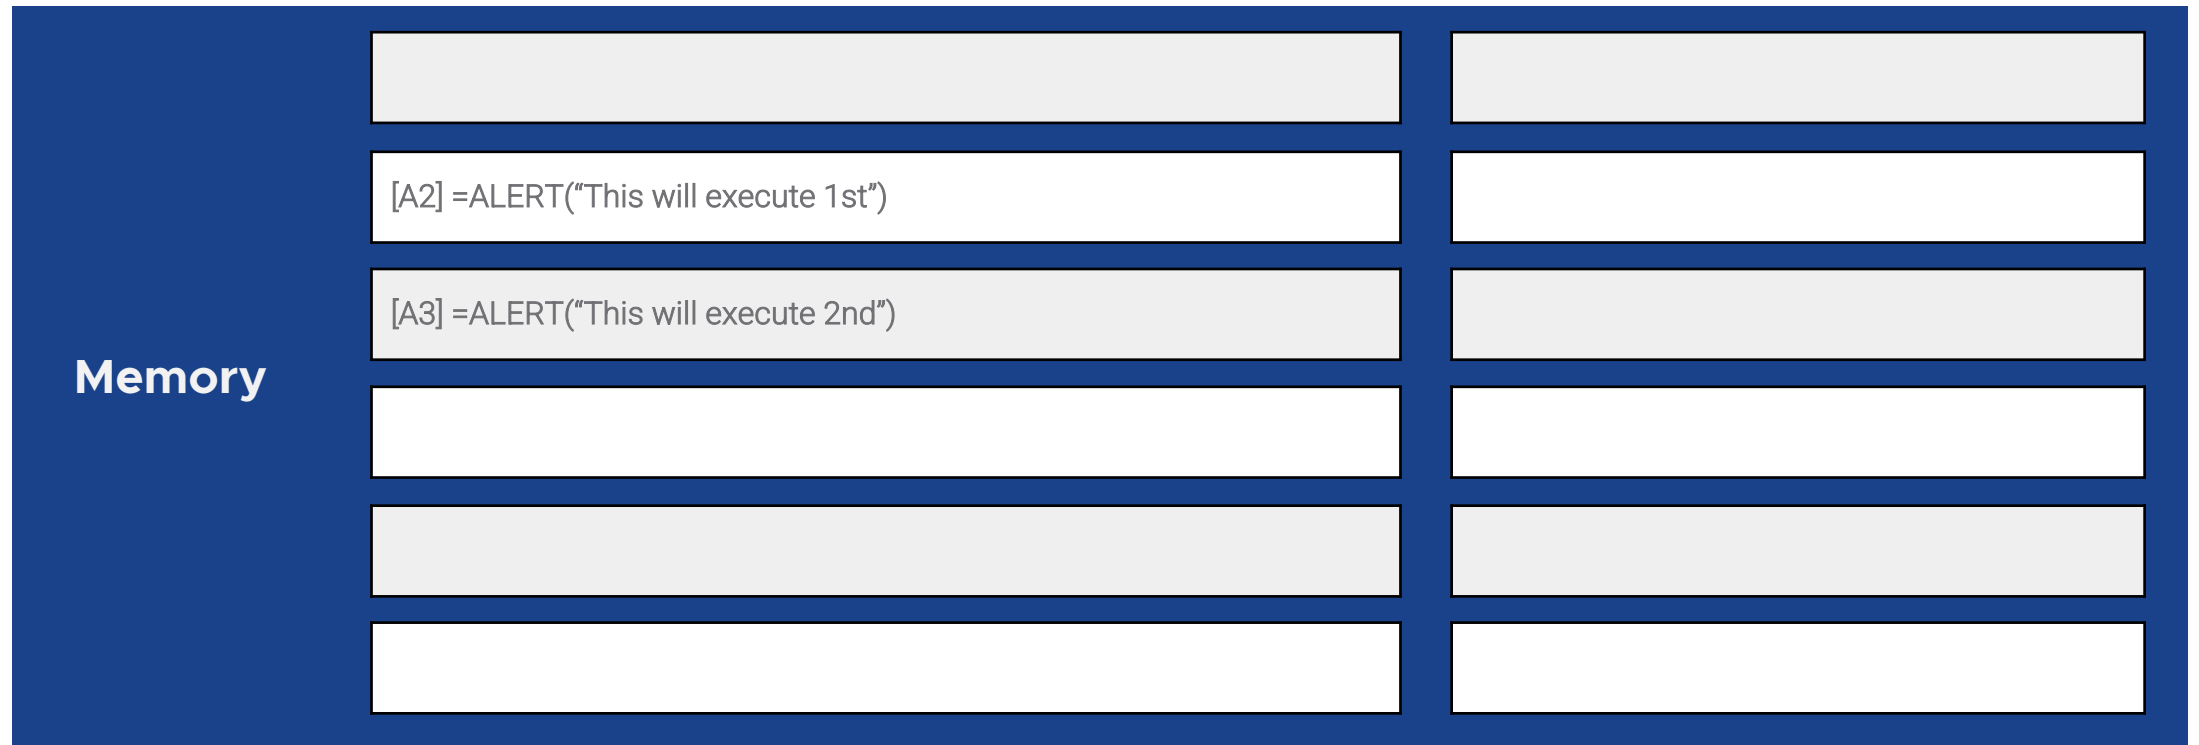 [A2] =ALERT(“This will execute 1st”)
[A3] =ALERT(“This will execute 2nd”)
Memory